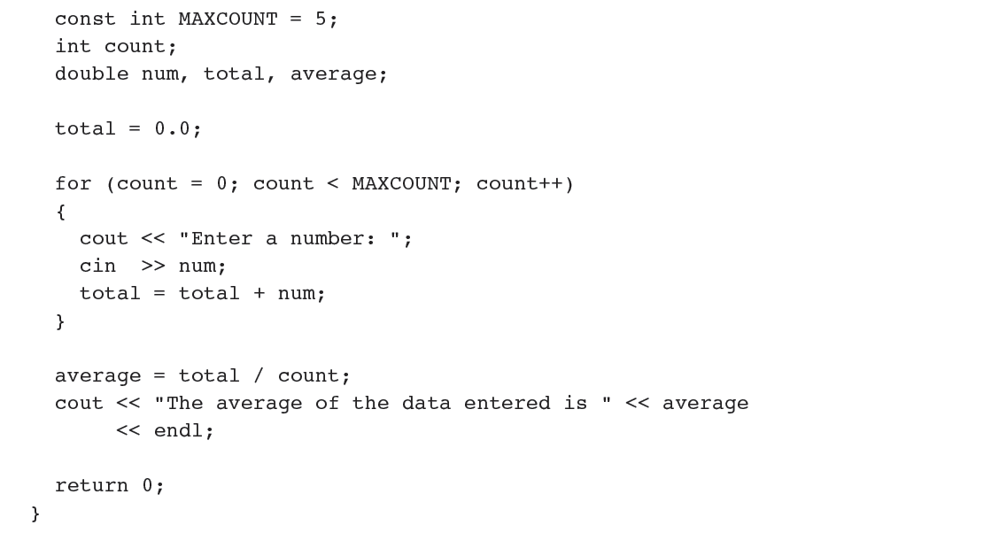 const int MAXCOUNT = 5;
int count;
double num, total, average;
total = 0.0;
for (count = 0; count < MAXCOUNT; count++)
{
cout << "Enter a number: ";
cin  >> num;
total = total + num;
}
average = total / count;
cout << "The average of the data entered is " << average
<< endl;
return 0;
}